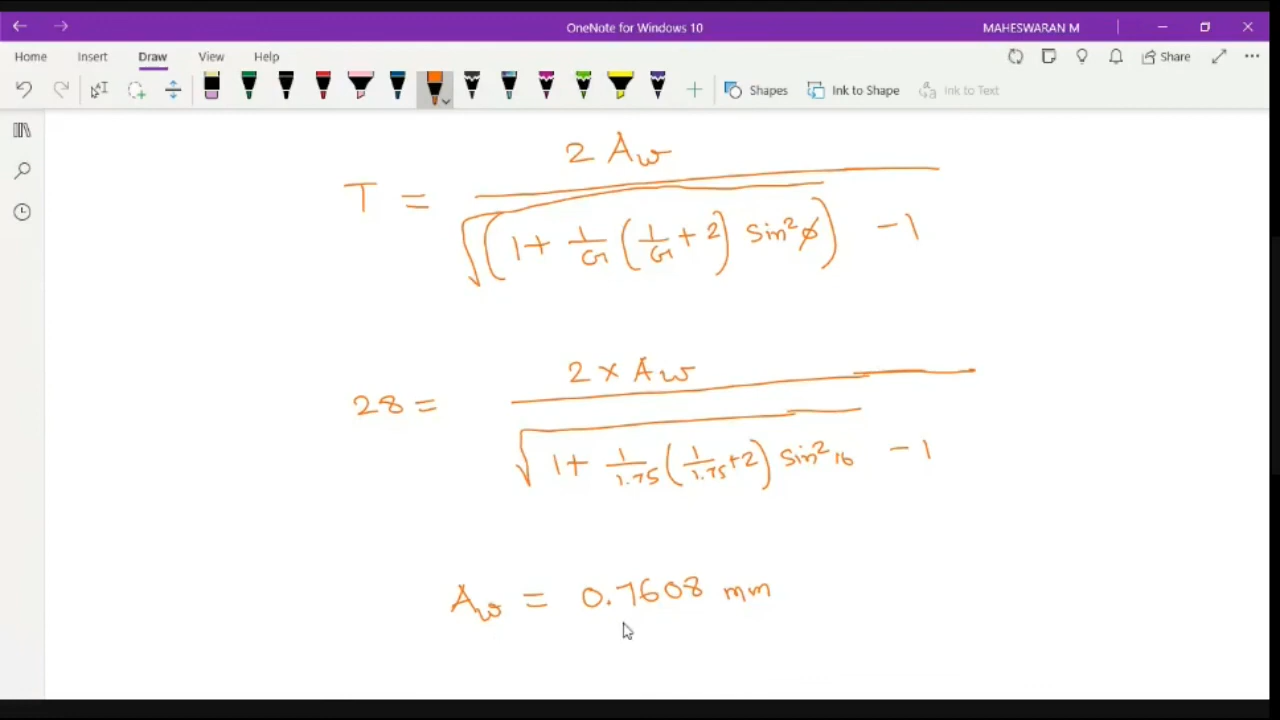 OneNote for Windows 10
MAHESWARAN M
Home Insert Draw View Help
Share
Shapes Ink to Shape Ink to Text
2 Aw
T = √(1 + 1/G (1/G + 2) Sin²φ) - 1
2 × Aw
28 = √1 + 1/1.75 (1/1.75 + 2) Sin² 16 - 1
Aw = 0.7608 mm